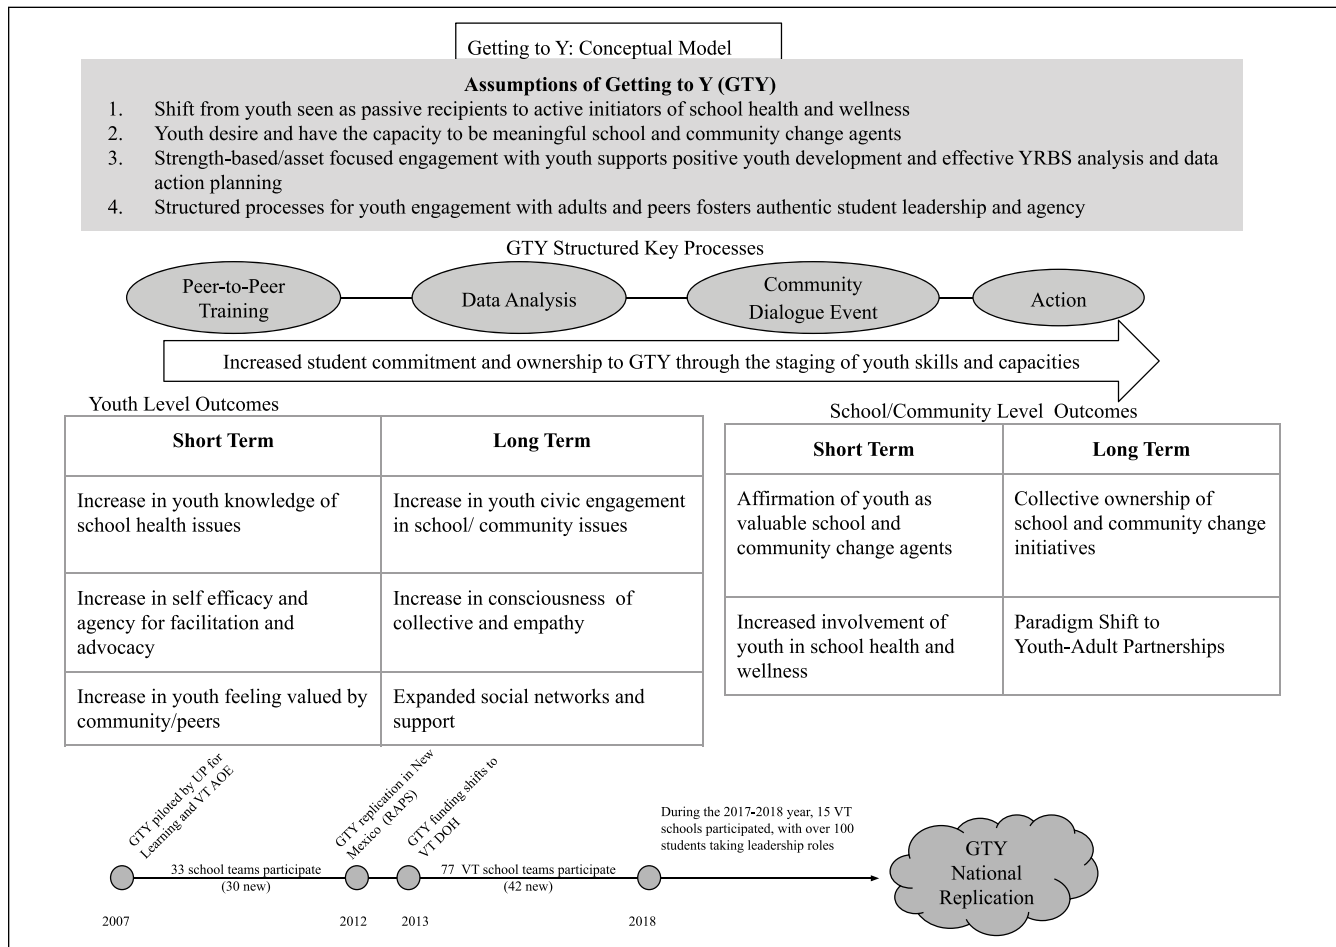 Getting to Y: Conceptual Model
Assumptions of Getting to Y (GTY)
1. Shift from youth seen as passive recipients to active initiators of school health and wellness
2. Youth desire and have the capacity to be meaningful school and community change agents
3. Strength-based/asset focused engagement with youth supports positive youth development and effective YRBS analysis and data
action planning
4. Structured processes for youth engagement with adults and peers fosters authentic student leadership and agency
GTY Structured Key Processes
Peer-to-Peer
Training
Data Analysis
Community
Dialogue Event
Action
Increased student commitment and ownership to GTY through the staging of youth skills and capacities
Youth Level Outcomes
Short Term
Long Term
Increase in youth knowledge of
school health issues
Increase in youth civic engagement
in school/ community issues
Increase in self efficacy and
agency for facilitation and
advocacy
Increase in consciousness of
collective and empathy
Increase in youth feeling valued by
community/peers
Expanded social networks and
support
School/Community Level Outcomes
Short Term
Long Term
Affirmation of youth as
valuable school and
community change agents
Collective ownership of
school and community change
initiatives
Increased involvement of
youth in school health and
wellness
Paradigm Shift to
Youth-Adult Partnerships
GTY piloted by UP for
Learning and VT AOE
33 school teams participate
(30 new)
GTY replication in New
Mexico (RAPS)
GTY funding shifts to
VT DOH
77 VT school teams participate
(42 new)
During the 2017-2018 year, 15 VT
schools participated, with over 100
students taking leadership roles
GTY
National
Replication
2007
2012
2013
2018